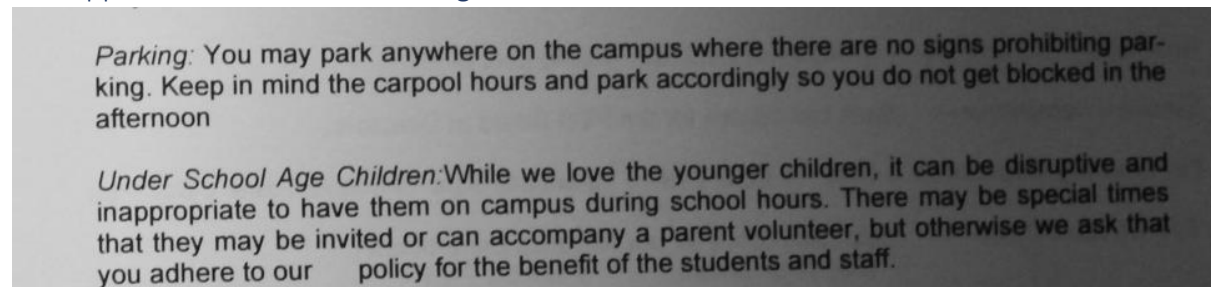 Parking: You may park anywhere on the campus where there are no signs prohibiting par-
king. Keep in mind the carpool hours and park accordingly so you do not get blocked in the
afternoon
Under School Age Children:While we love the younger children, it can be disruptive and
inappropriate to have them on campus during school hours. There may be special times
that they may be invited or can accompany a parent volunteer, but otherwise we ask that
you adhere to our policy for the benefit of the students and staff.